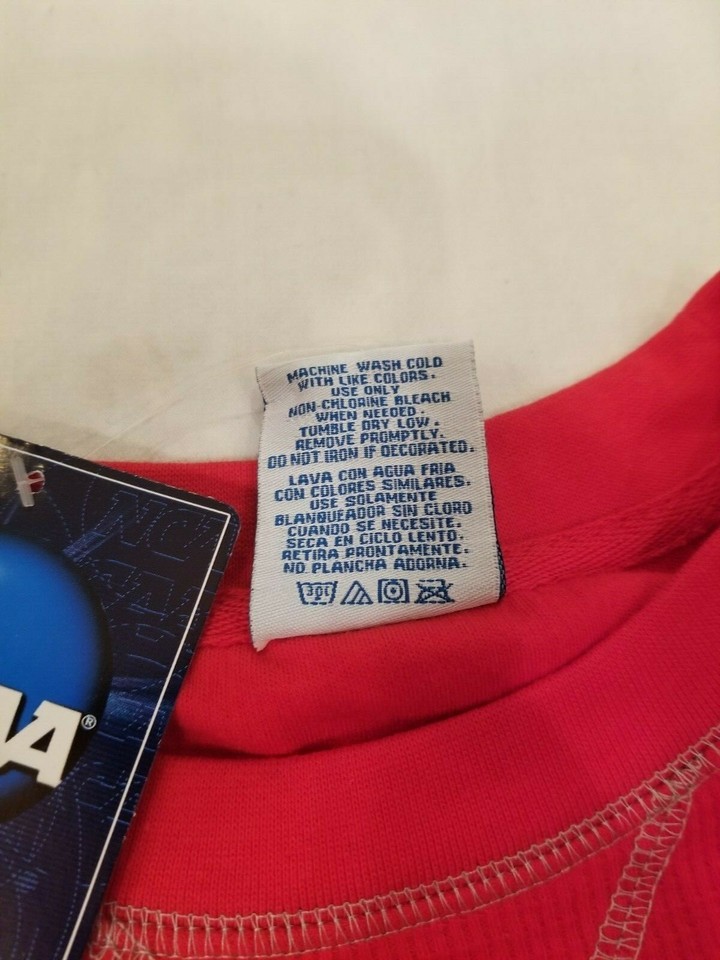 MACHINE WASH COLD
WITH LIKE COLORS.
USE ONLY
NON-CHLORINE BLEACH
WHEN NEEDED.
TUMBLE DRY LOW.
REMOVE PROMPTLY.
DO NOT IRON IF DECORATED.
LAVA CON AGUA FRIA
CON COLORES SIMILARES.
USE SOLAMENTE
BLANQUEADOR SIN CLORO
CUANDO SE NECESITE.
SECA EN CICLO LENTO.
RETIRA PRONTAMENTE.
NO PLANCHA ADORNA.
30C
AA®